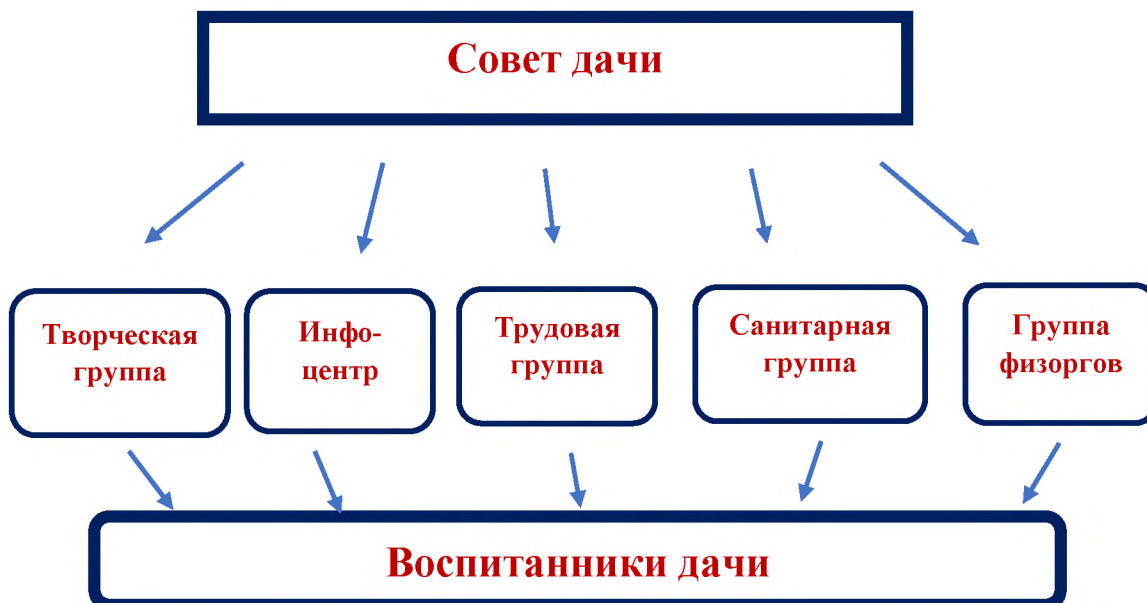 Совет дачи
Творческая
группа
Инфо-
центр
Трудовая
группа
Санитарная
группа
Группа
физоргов
Воспитанники дачи